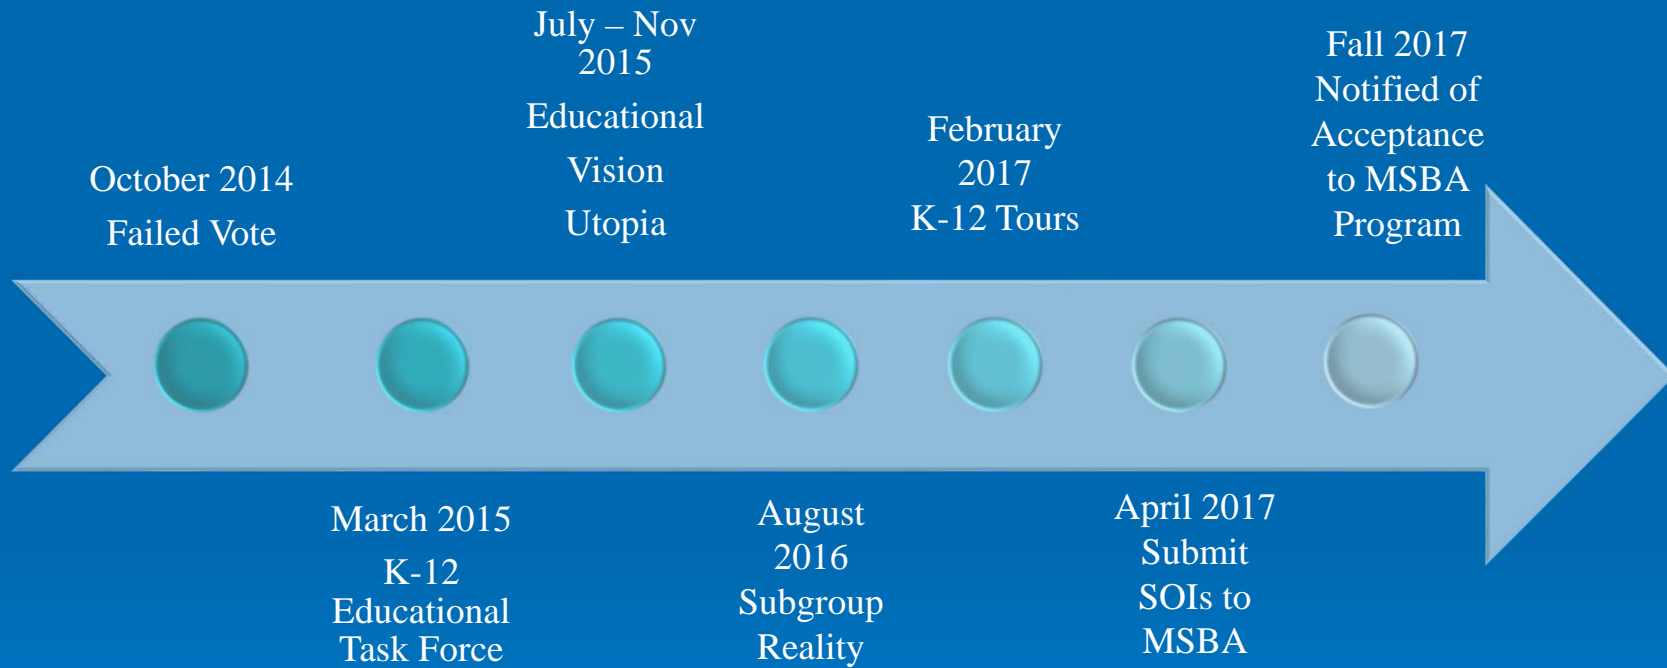 October 2014
Failed Vote
March 2015
K-12
Educational
Task Force
July – Nov
2015
Educational
Vision
Utopia
August
2016
Subgroup
Reality
February
2017
K-12 Tours
April 2017
Submit
SOIs to
MSBA
Fall 2017
Notified of
Acceptance
to MSBA
Program